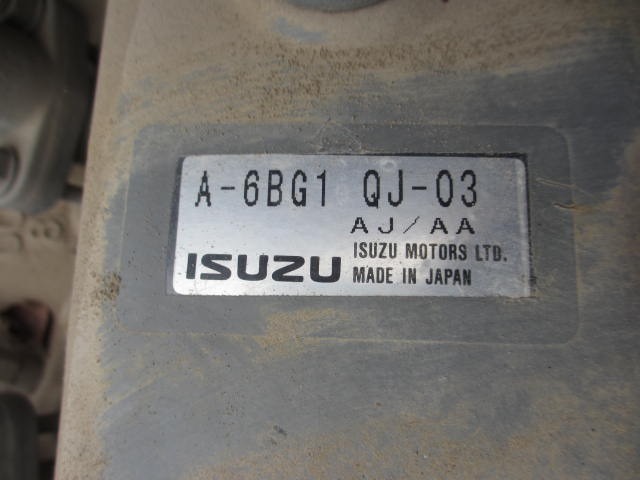 A-6BG1 QJ-03
AJ/AA
ISUZU ISUZU MOTORS LTD.
MADE IN JAPAN